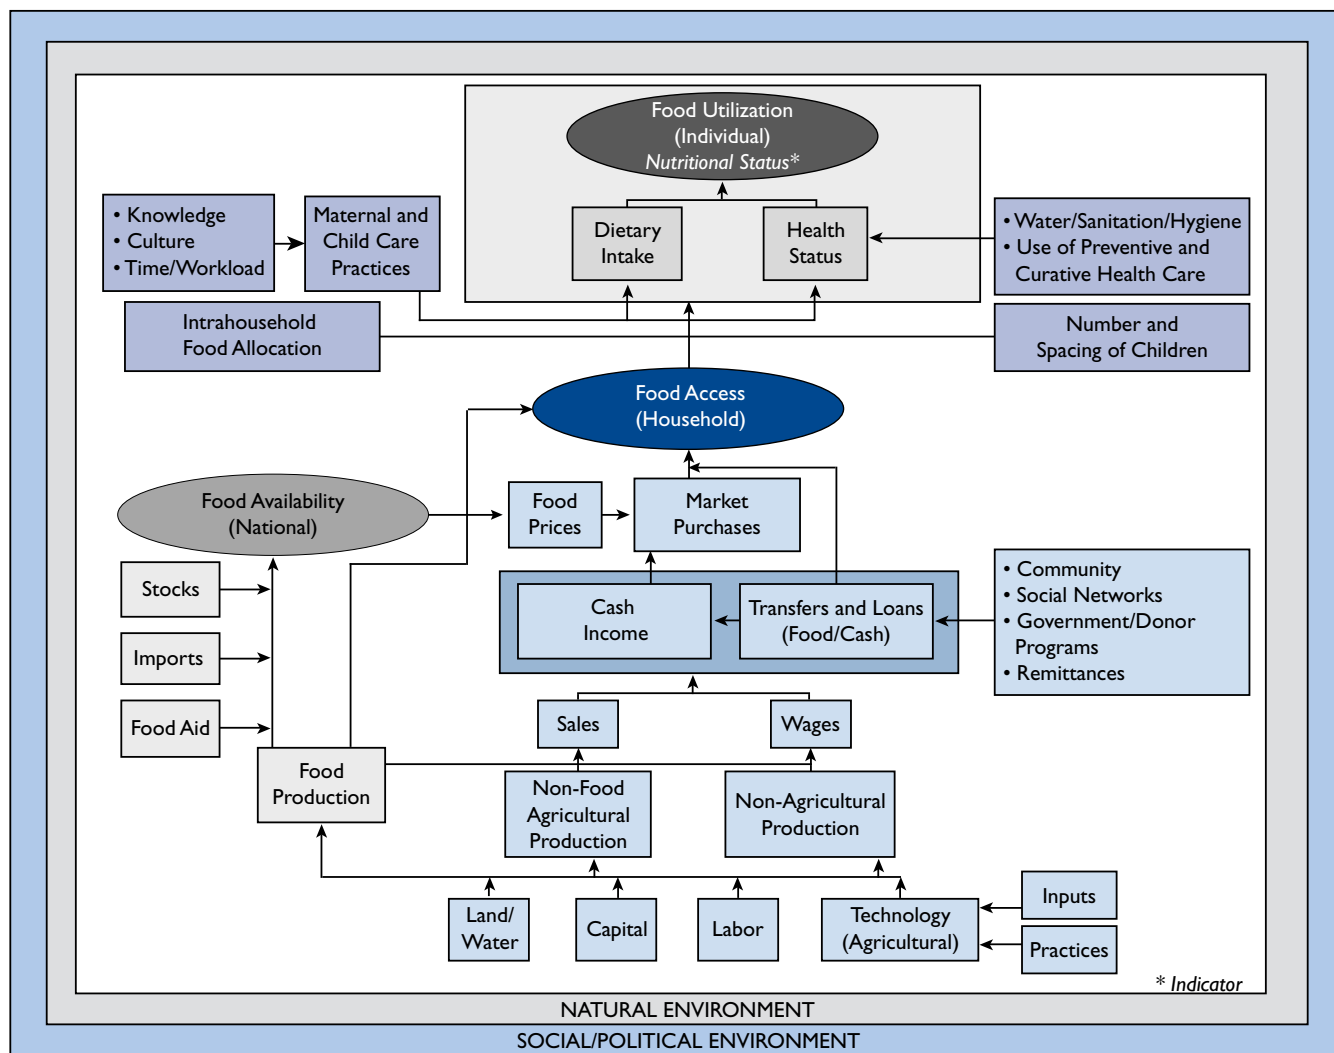 Food Utilization
(Individual)
Nutritional Status*
• Knowledge
• Culture
• Time/Workload
Maternal and
Child Care
Practices
Dietary
Intake
Health
Status
• Water/Sanitation/Hygiene
• Use of Preventive and
Curative Health Care
Intrahousehold
Food Allocation
Number and
Spacing of Children
Food Access
(Household)
Food Availability
(National)
Food
Prices
Market
Purchases
Stocks
Imports
Food Aid
Cash
Income
Transfers and Loans
(Food/Cash)
• Community
• Social Networks
• Government/Donor
Programs
• Remittances
Sales
Wages
Food
Production
Non-Food
Agricultural
Production
Non-Agricultural
Production
Land/
Water
Capital
Labor
Technology
(Agricultural)
Inputs
Practices
* Indicator
NATURAL ENVIRONMENT
SOCIAL/POLITICAL ENVIRONMENT